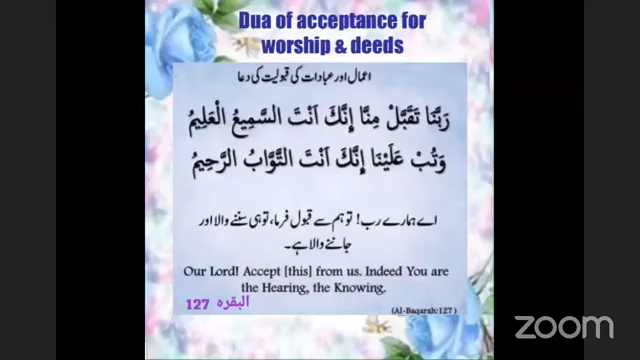 Dua of acceptance for
worship & deeds
اعمال اور عبادات کی قبولیت کی دعا
رَبَّنَا تَقَبَّلْ مِنَّا إِنَّكَ اَنْتَ السَّمِيعُ الْعَلِيمُ
وَتُبْ عَلَيْنَا إِنَّكَ اَنْتَ التَّوَّابُ الرَّحِيمُ
اے ہمارے رب! تو ہم سے قبول فرما، تو ہی سننے والا اور
جاننے والا ہے۔
Our Lord! Accept [this] from us. Indeed You are
the Hearing, the Knowing.
البقرہ 127
(Al-Baqarah:127)
zoom